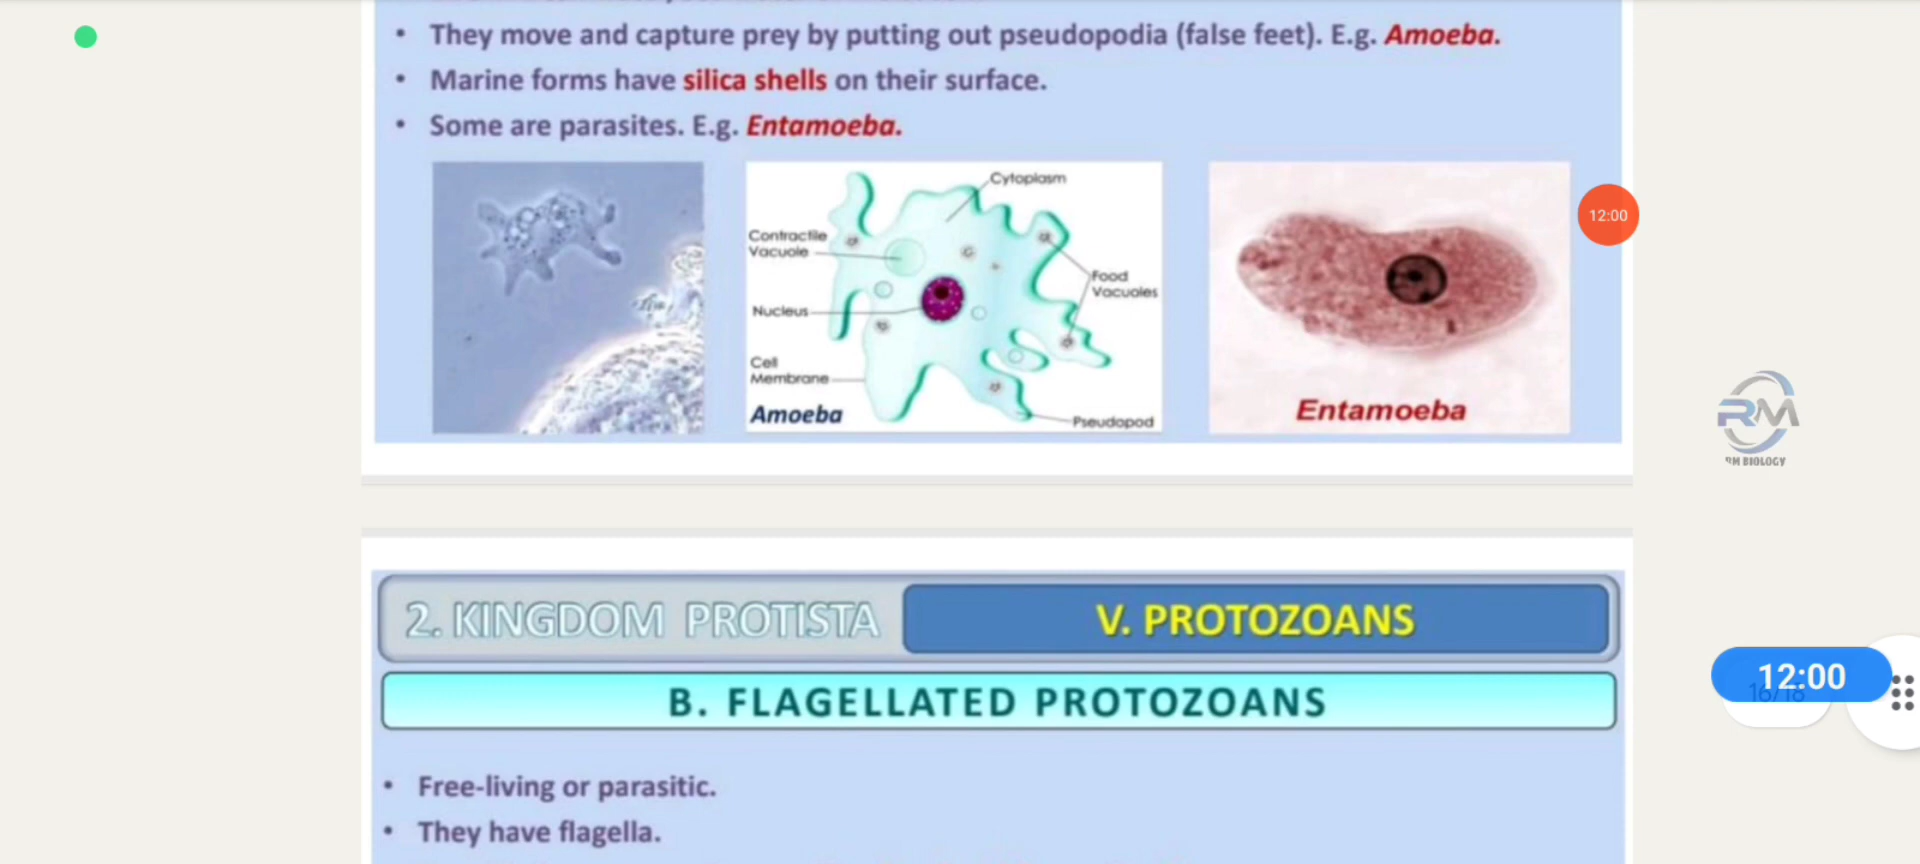 • They move and capture prey by putting out pseudopodia (false feet). E.g. Amoeba.
• Marine forms have silica shells on their surface.
• Some are parasites. E.g. Entamoeba.
Cytoplasm
Contractile
Vacuole
Food
Vacuoles
Nucleus
Cell
Membrane
Amoeba
Pseudopod
Entamoeba
12:00
RM
RM BIOLOGY
2. KINGDOM PROTISTA
V. PROTOZOANS
B. FLAGELLATED PROTOZOANS
12:00
16/18
• Free-living or parasitic.
• They have flagella.